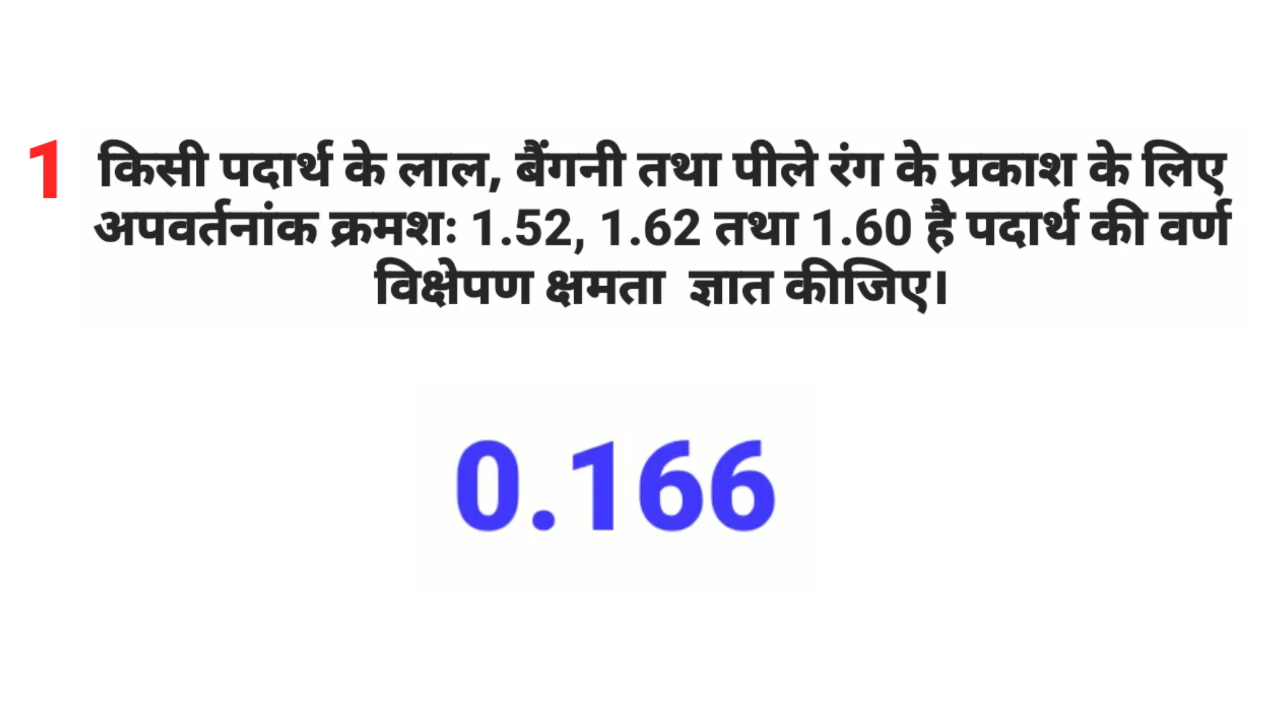 1 किसी पदार्थ के लाल, बैंगनी तथा पीले रंग के प्रकाश के लिए
अपवर्तनांक क्रमशः 1.52, 1.62 तथा 1.60 है पदार्थ की वर्ण
विक्षेपण क्षमता ज्ञात कीजिए।
0.166